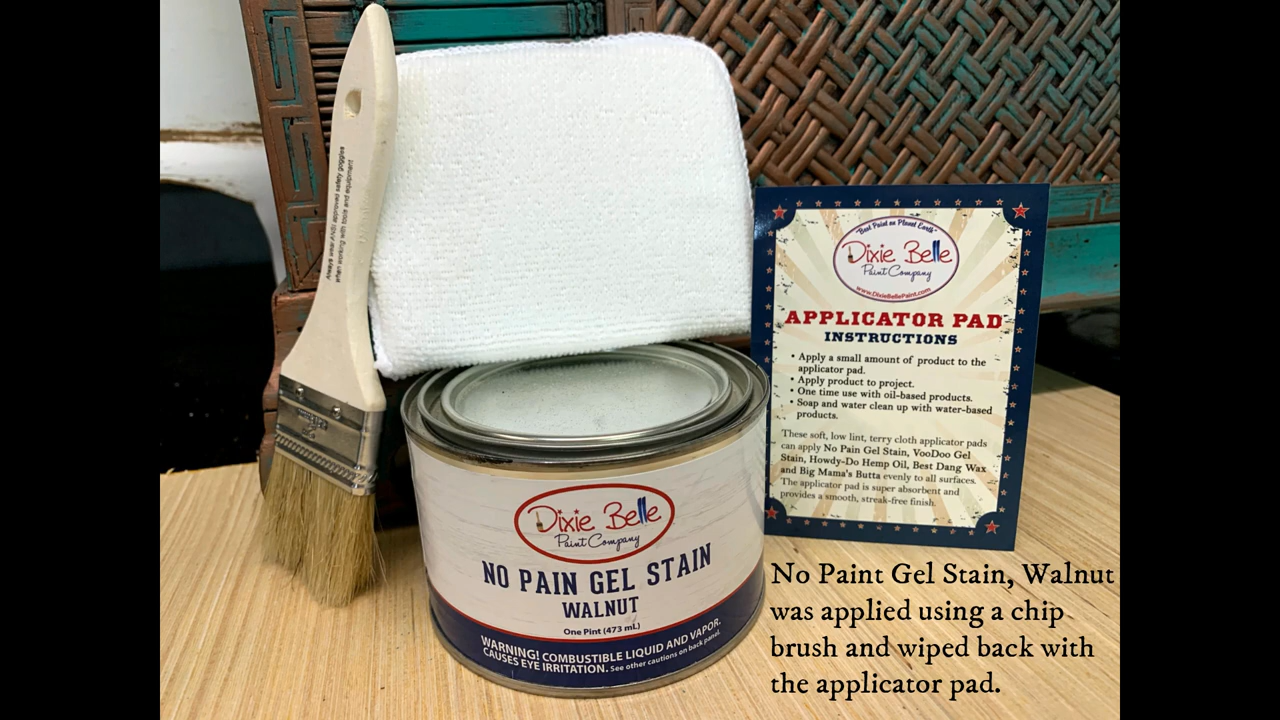 Always wear ANSI approved safety goggles
when working with tools and equipment
"Best Paint on Planet Earth"
Dixie Belle
Paint Company
www.DixieBellePaint.com
APPLICATOR PAD
INSTRUCTIONS
• Apply a small amount of product to the
applicator pad.
• Apply product to project.
• One time use with oil-based products.
• Soap and water clean up with water-based
products.
These soft, low lint, terry cloth applicator pads
can apply No Pain Gel Stain, VooDoo Gel
Stain, Howdy-Do Hemp Oil, Best Dang Wax
and Big Mama's Butta evenly to all surfaces.
The applicator pad is super absorbent and
provides a smooth, streak-free finish.
Dixie Belle
Paint Company
NO PAIN GEL STAIN
WALNUT
One Pint (473 mL)
WARNING! COMBUSTIBLE LIQUID AND VAPOR.
CAUSES EYE IRRITATION. See other cautions on back panel.
No Paint Gel Stain, Walnut
was applied using a chip
brush and wiped back with
the applicator pad.